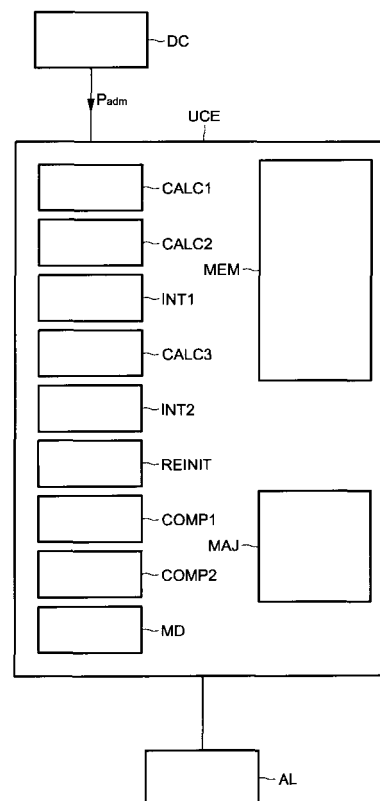 DC
Padm
UCE
CALC1
CALC2
MEM
INT1
CALC3
INT2
REINIT
COMP1
MAJ
COMP2
MD
AL